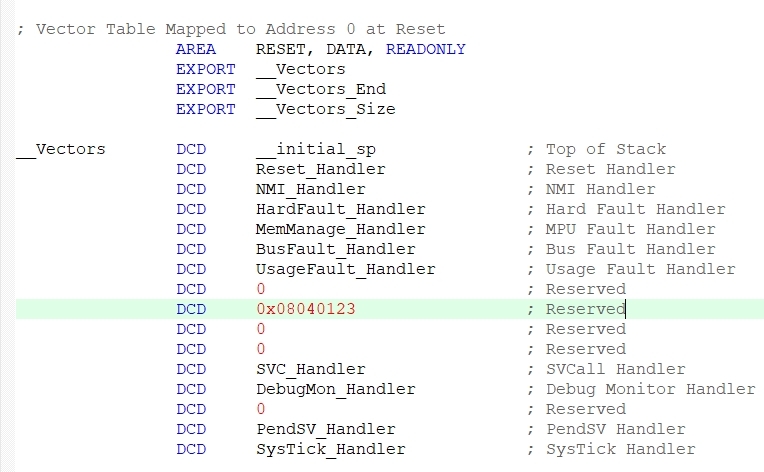 ; Vector Table Mapped to Address 0 at Reset
AREA RESET, DATA, READONLY
EXPORT __Vectors
EXPORT __Vectors_End
EXPORT __Vectors_Size
__Vectors DCD __initial_sp ; Top of Stack
DCD Reset_Handler ; Reset Handler
DCD NMI_Handler ; NMI Handler
DCD HardFault_Handler ; Hard Fault Handler
DCD MemManage_Handler ; MPU Fault Handler
DCD BusFault_Handler ; Bus Fault Handler
DCD UsageFault_Handler ; Usage Fault Handler
DCD 0 ; Reserved
DCD 0x08040123 ; Reserved
DCD 0 ; Reserved
DCD 0 ; Reserved
DCD SVC_Handler ; SVCall Handler
DCD DebugMon_Handler ; Debug Monitor Handler
DCD 0 ; Reserved
DCD PendSV_Handler ; PendSV Handler
DCD SysTick_Handler ; SysTick Handler